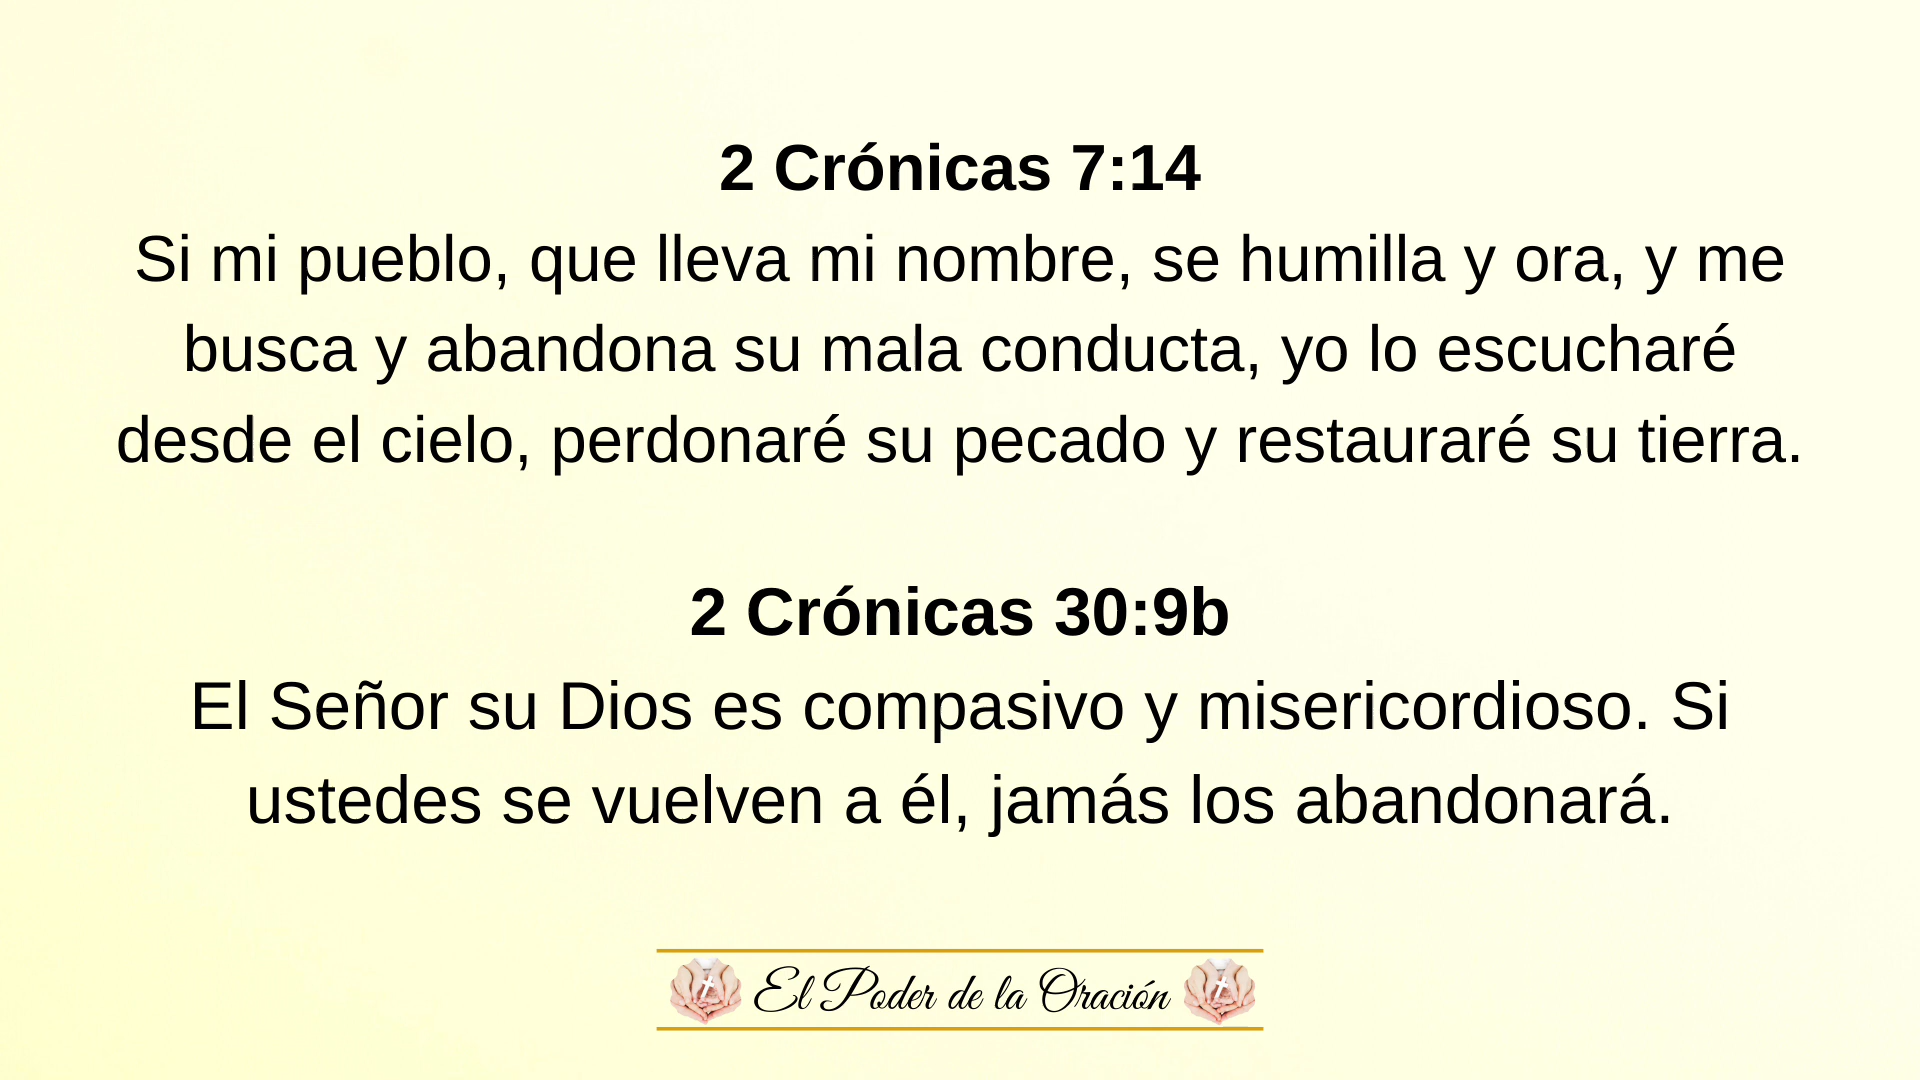 2 Crónicas 7:14
Si mi pueblo, que lleva mi nombre, se humilla y ora, y me
busca y abandona su mala conducta, yo lo escucharé
desde el cielo, perdonaré su pecado y restauraré su tierra.
2 Crónicas 30:9b
El Señor su Dios es compasivo y misericordioso. Si
ustedes se vuelven a él, jamás los abandonará.
El Poder de la Oración